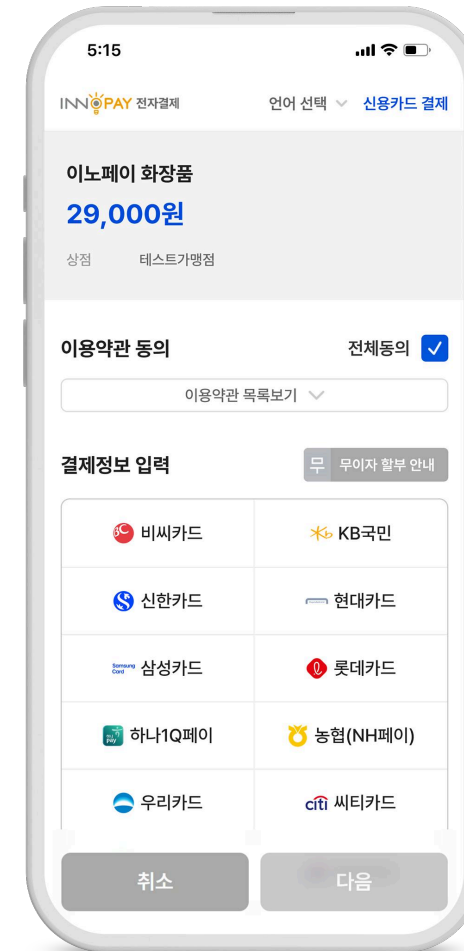 5:15
INNOPAY 전자결제 언어 선택 신용카드 결제
이노페이 화장품
29,000원
상점 테스트가맹점
이용약관 동의 전체동의
이용약관 목록보기
결제정보 입력 무 무이자 할부 안내
비씨카드 KB국민
신한카드 현대카드
Samsung Card 삼성카드 롯데카드
pay 하나1Q페이 농협(NH페이)
우리카드 citi 씨티카드
취소 다음